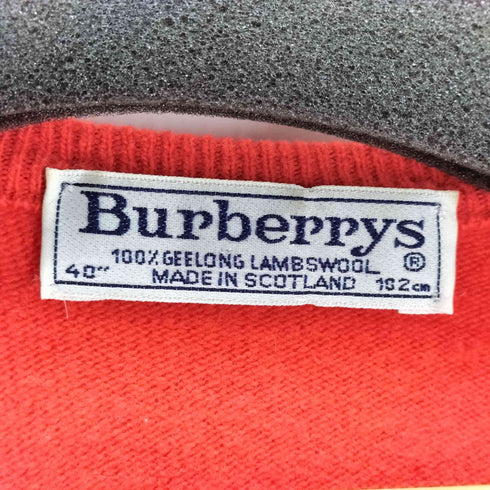 Burberrys
100% GEELONG LAMBSWOOL ®
40" MADE IN SCOTLAND 102cm